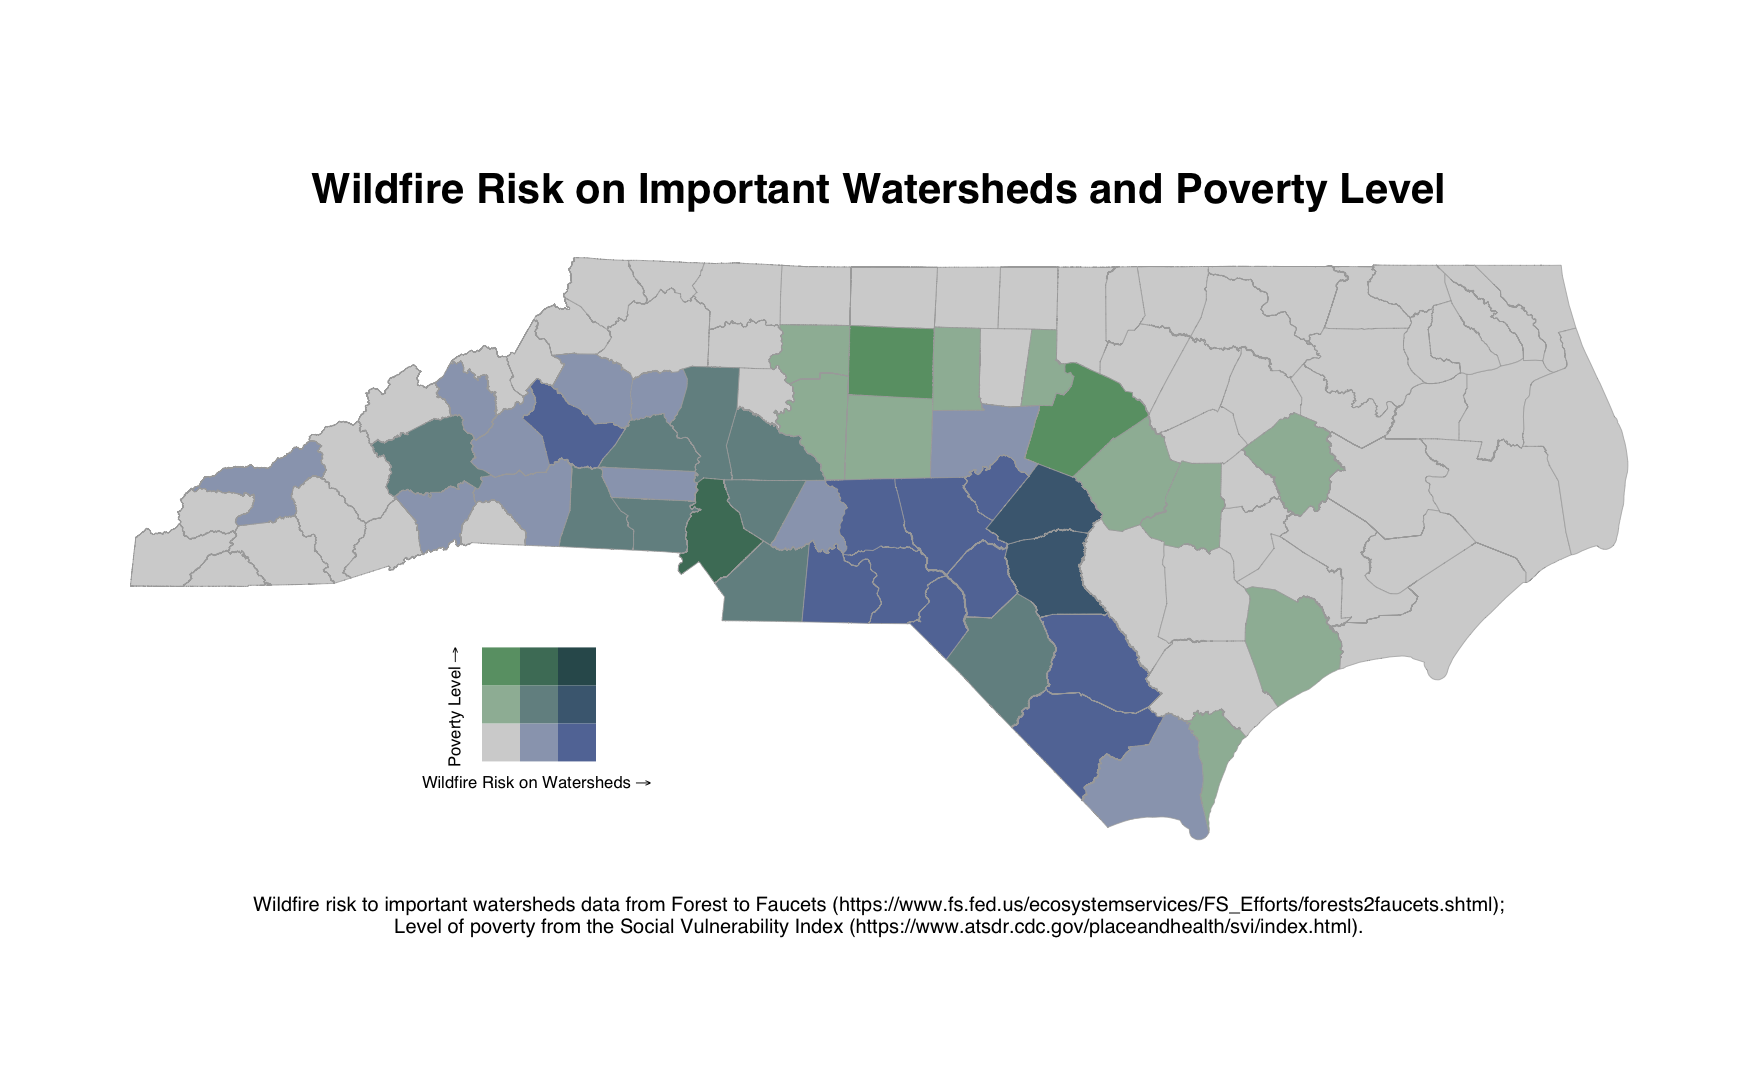 Wildfire Risk on Important Watersheds and Poverty Level
Poverty Level →
Wildfire Risk on Watersheds →
Wildfire risk to important watersheds data from Forest to Faucets (https://www.fs.fed.us/ecosystemservices/FS_Efforts/forests2faucets.shtml);
Level of poverty from the Social Vulnerability Index (https://www.atsdr.cdc.gov/placeandhealth/svi/index.html).